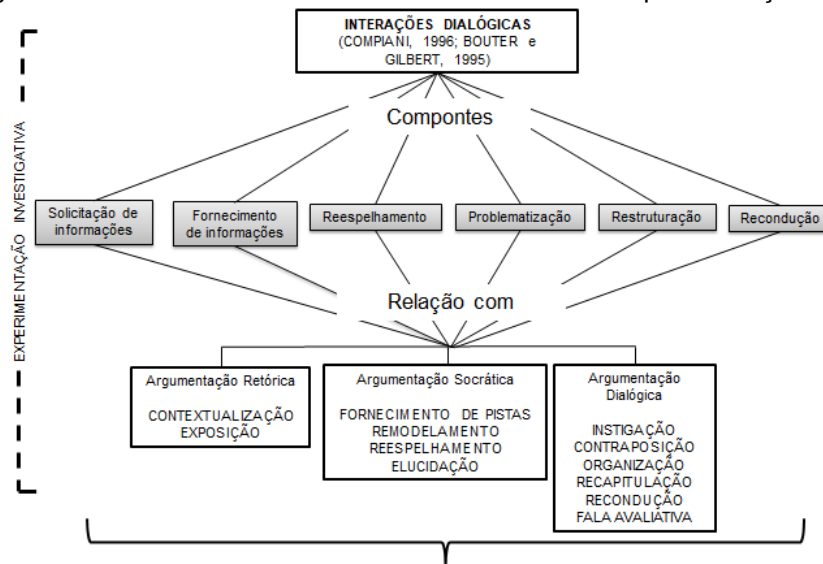 INTERAÇÕES DIALÓGICAS
(COMPIANI, 1996; BOUTER e
GILBERT, 1995)
EXPERIMENTAÇÃO INVESTIGATIVA
Compontes
Solicitação de
informações
Fornecimento
de informações
Reespelhamento
Problematização
Restruturação
Recondução
Relação com
Argumentação Retórica
CONTEXTUALIZAÇÃO
EXPOSIÇÃO
Argumentação Socrática
FORNECIMENTO DE PISTAS
REMODELAMENTO
REESPELHAMENTO
ELUCIDAÇÃO
Argumentação
Dialógica
INSTIGAÇÃO
CONTRAPOSIÇÃO
ORGANIZAÇÃO
RECAPITULAÇÃO
RECONDUÇÃO
FALA AVALIATIVA